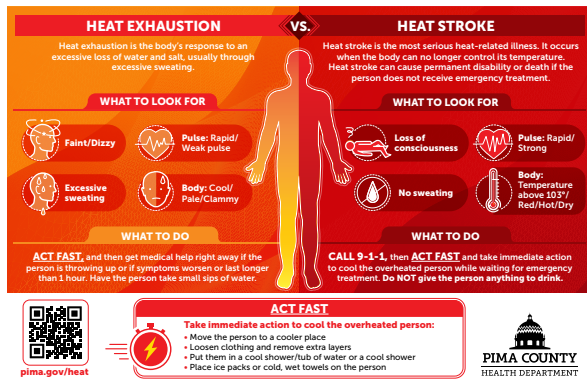 HEAT EXHAUSTION
VS.
HEAT STROKE
Heat exhaustion is the body's response to an
excessive loss of water and salt, usually through
excessive sweating.
Heat stroke is the most serious heat-related illness. It occurs
when the body can no longer control its temperature.
Heat stroke can cause permanent disability or death if the
person does not receive emergency treatment.
WHAT TO LOOK FOR
Faint/Dizzy
Pulse: Rapid/
Weak pulse
Excessive
sweating
Body: Cool/
Pale/Clammy
WHAT TO LOOK FOR
Loss of
consciousness
Pulse: Rapid/
Strong
No sweating
Body:
Temperature
above 103°/
Red/Hot/Dry
WHAT TO DO
ACT FAST, and then get medical help right away if the
person is throwing up or if symptoms worsen or last longer
than 1 hour. Have the person take small sips of water.
WHAT TO DO
CALL 9-1-1, then ACT FAST and take immediate action
to cool the overheated person while waiting for emergency
treatment. Do NOT give the person anything to drink.
pima.gov/heat
ACT FAST
Take immediate action to cool the overheated person:
• Move the person to a cooler place
• Loosen clothing and remove extra layers
• Put them in a cool shower/tub of water or a cool shower
• Place ice packs or cold, wet towels on the person
PIMA COUNTY
HEALTH DEPARTMENT